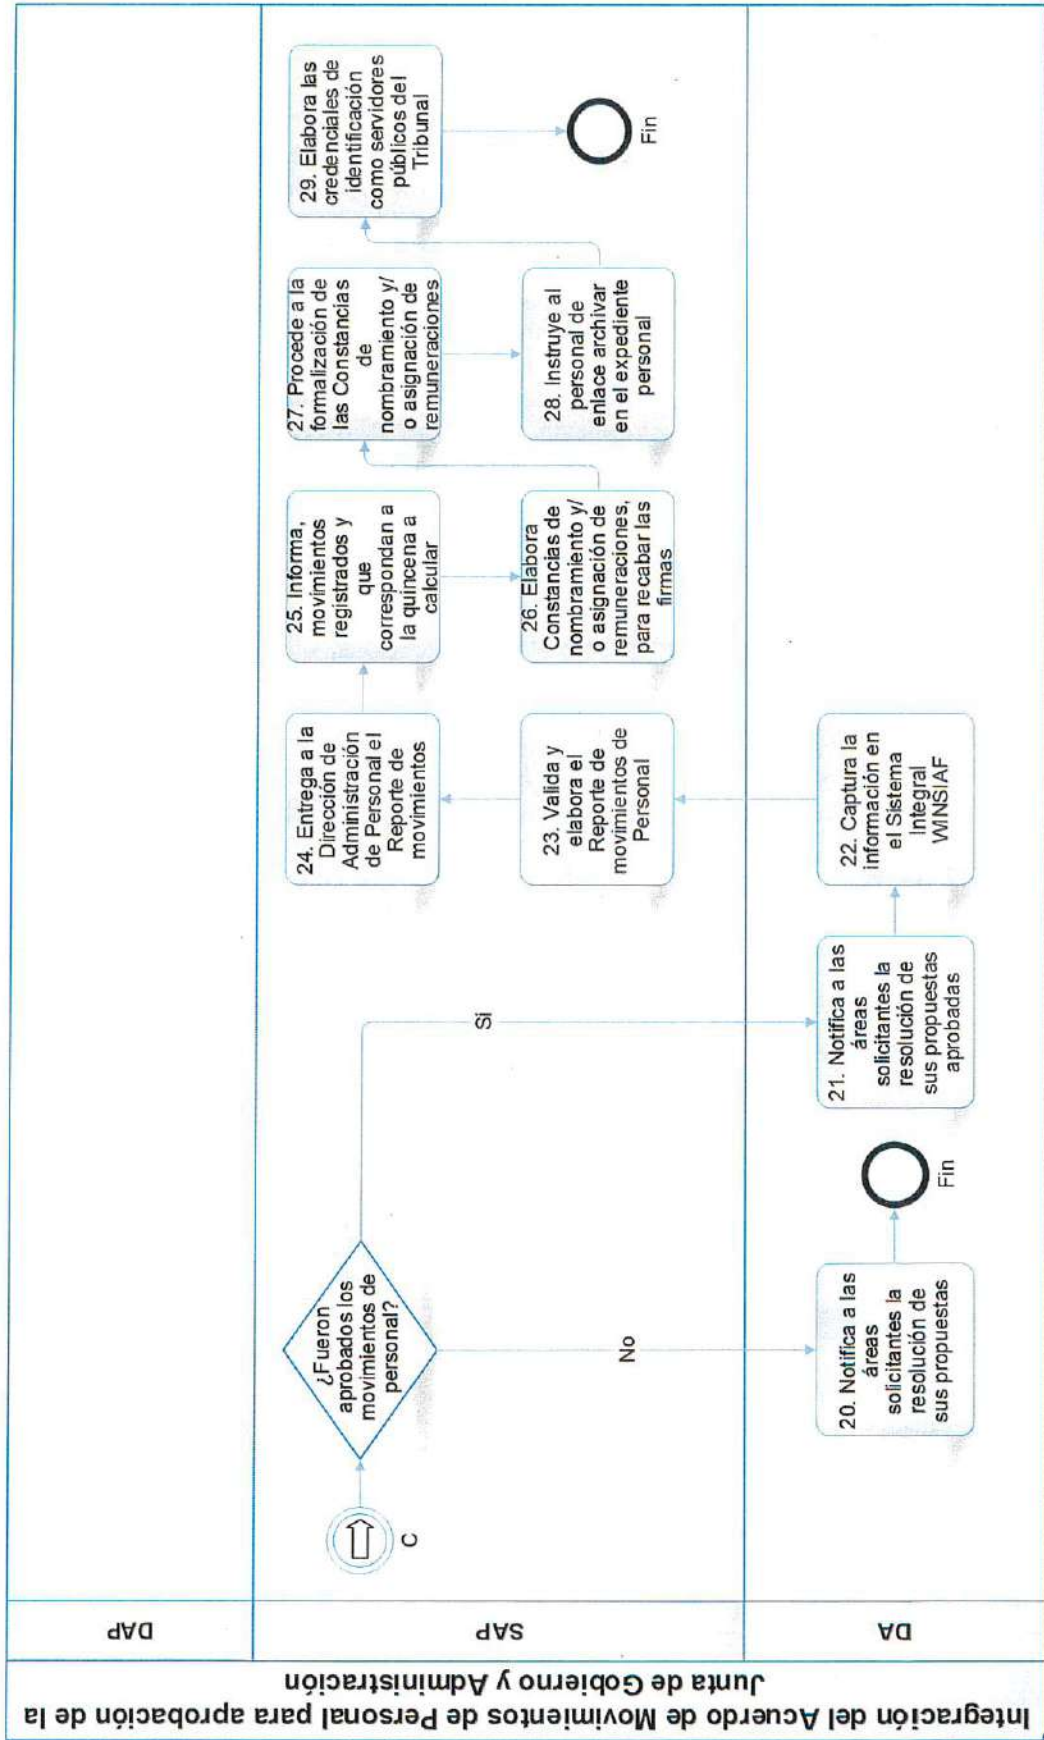 Integración del Acuerdo de Movimientos de Personal para aprobación de la
Junta de Gobierno y Administración
DAP
SAP
DA
C
¿Fueron
aprobados los
movimientos de
personal?
No
Si
20. Notifica a las
áreas
solicitantes la
resolución de
sus propuestas
Fin
21. Notifica a las
áreas
solicitantes la
resolución de
sus propuestas
aprobadas
22. Captura la
información en
el Sistema
Integral
WINSIAF
23. Valida y
elabora el
Reporte de
movimientos de
Personal
24. Entrega a la
Dirección de
Administración
de Personal el
Reporte de
movimientos
25. Informa,
movimientos
registrados y
que
correspondan a
la quincena a
calcular
26. Elabora
Constancias de
nombramiento y/
o asignación de
remuneraciones,
para recabar las
firmas
27. Procede a la
formalización de
las Constancias
de
nombramiento y/
o asignación de
remuneraciones
28. Instruye al
personal de
enlace archivar
en el expediente
personal
29. Elabora las
credenciales de
identificación
como servidores
públicos del
Tribunal
Fin